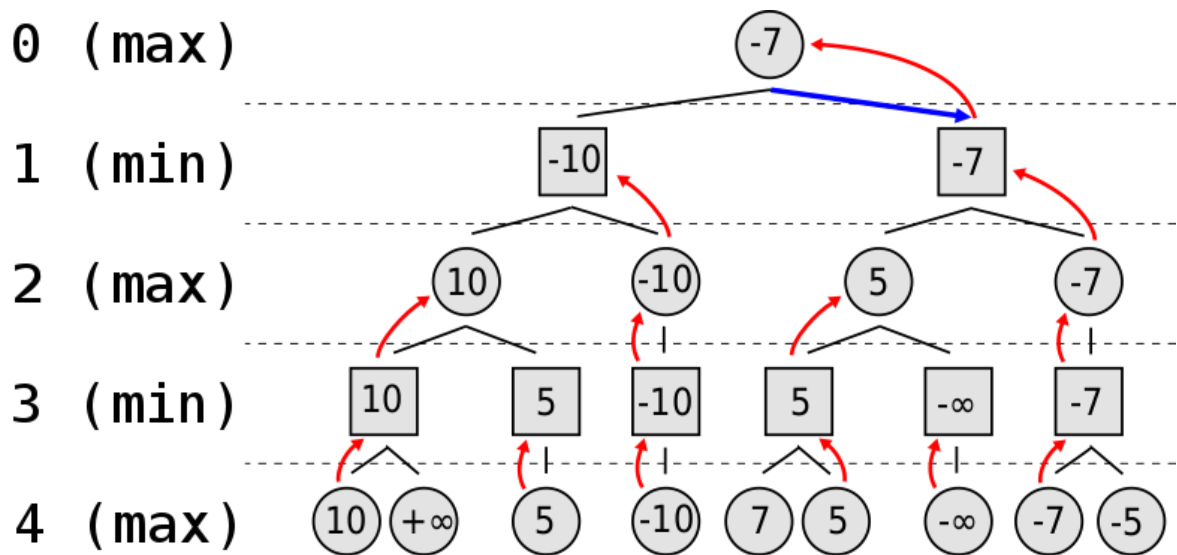 0 (max) -7
1 (min) -10 -7
2 (max) 10 -10 5 -7
3 (min) 10 5 -10 5 -∞ -7
4 (max) 10 +∞ 5 -10 7 5 -∞ -7 -5